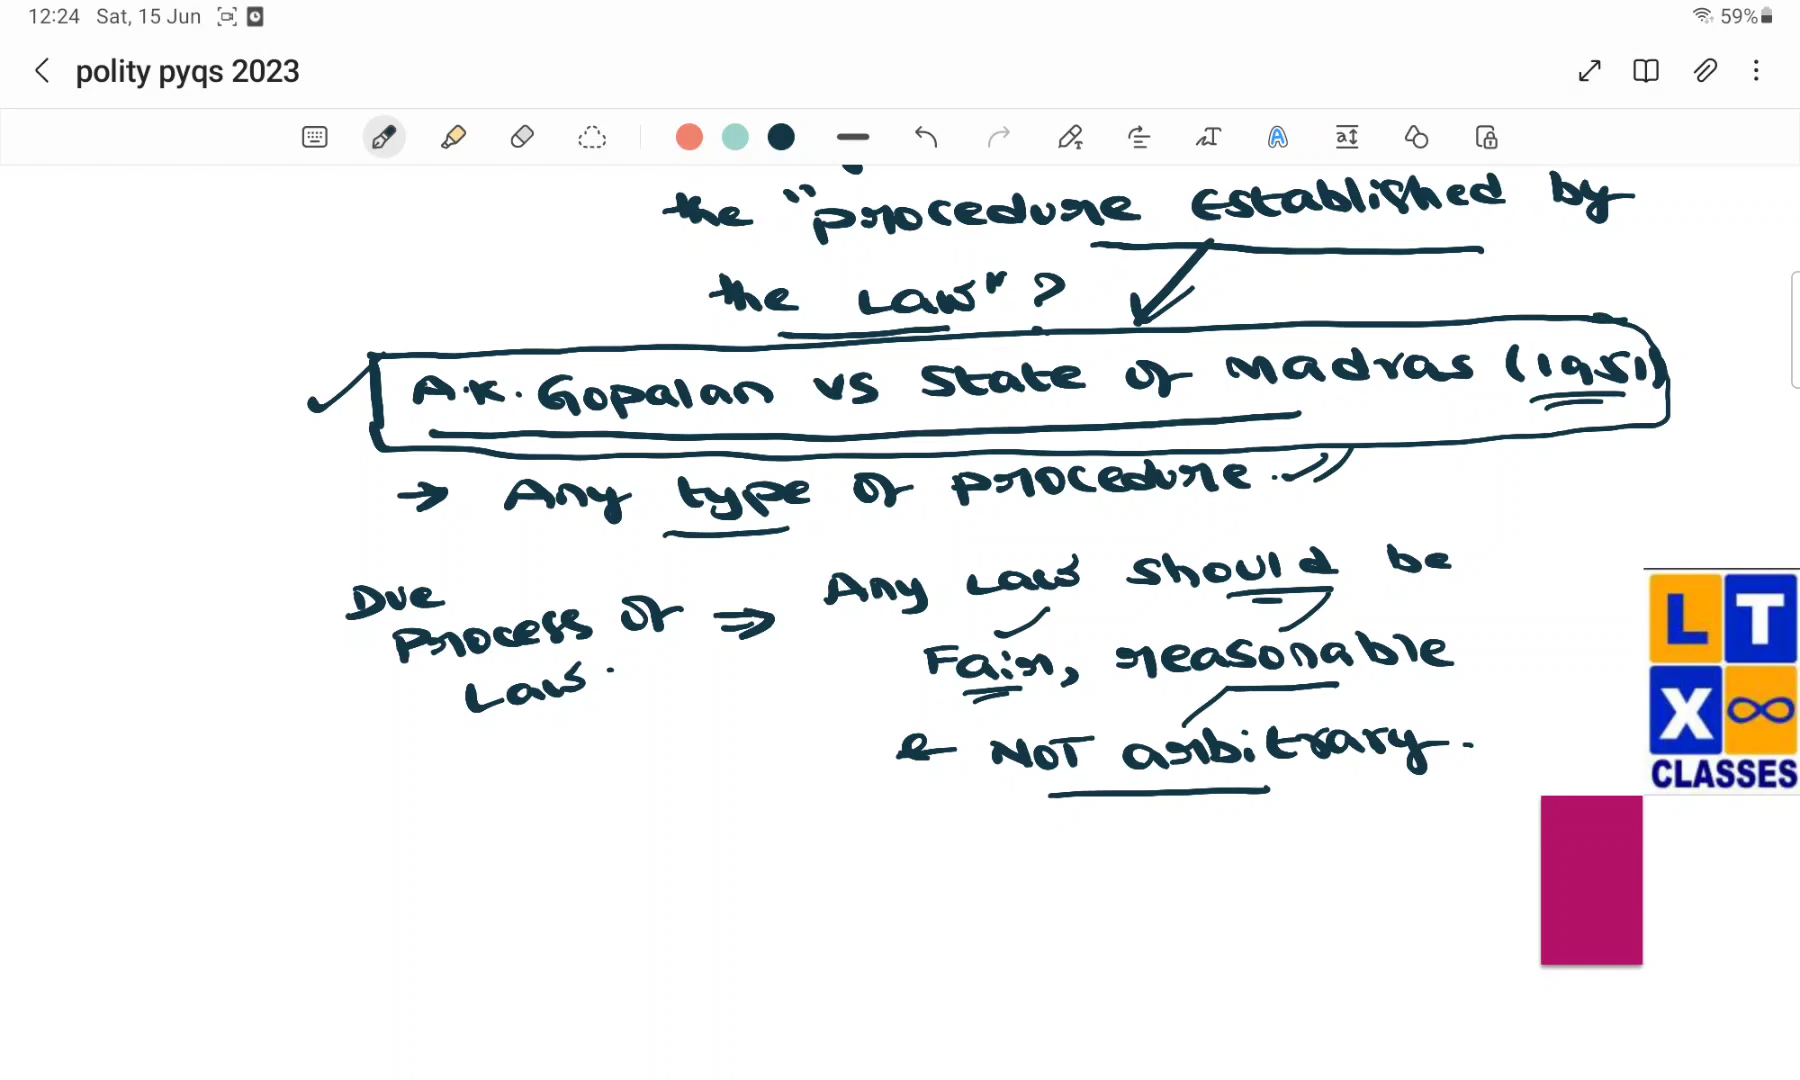 12:24 Sat, 15 Jun
59%
polity pyqs 2023
the "procedure Established by
the Law" ?
A.K. Gopalan vs State of Madras (1951)
→ Any type of procedure.
Due
Process of ⇒
Law.
Any Law should be
Fair, reasonable
& NOT arbitrary.
L T
X ∞
CLASSES